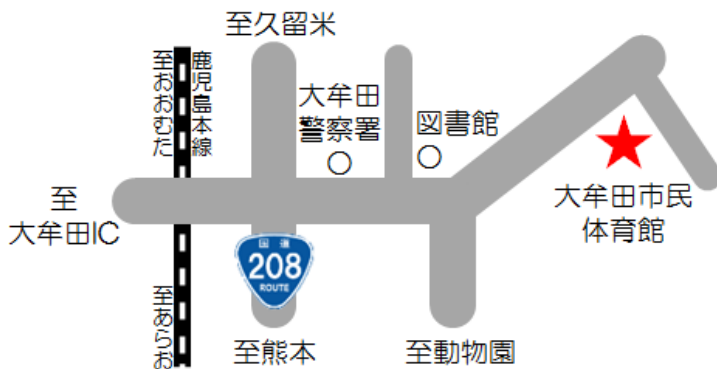 至久留米
至おおむた
鹿児島本線
大牟田
警察署
図書館
至
大牟田IC
大牟田市民
体育館
国道
208
ROUTE
至あらお
至熊本
至動物園